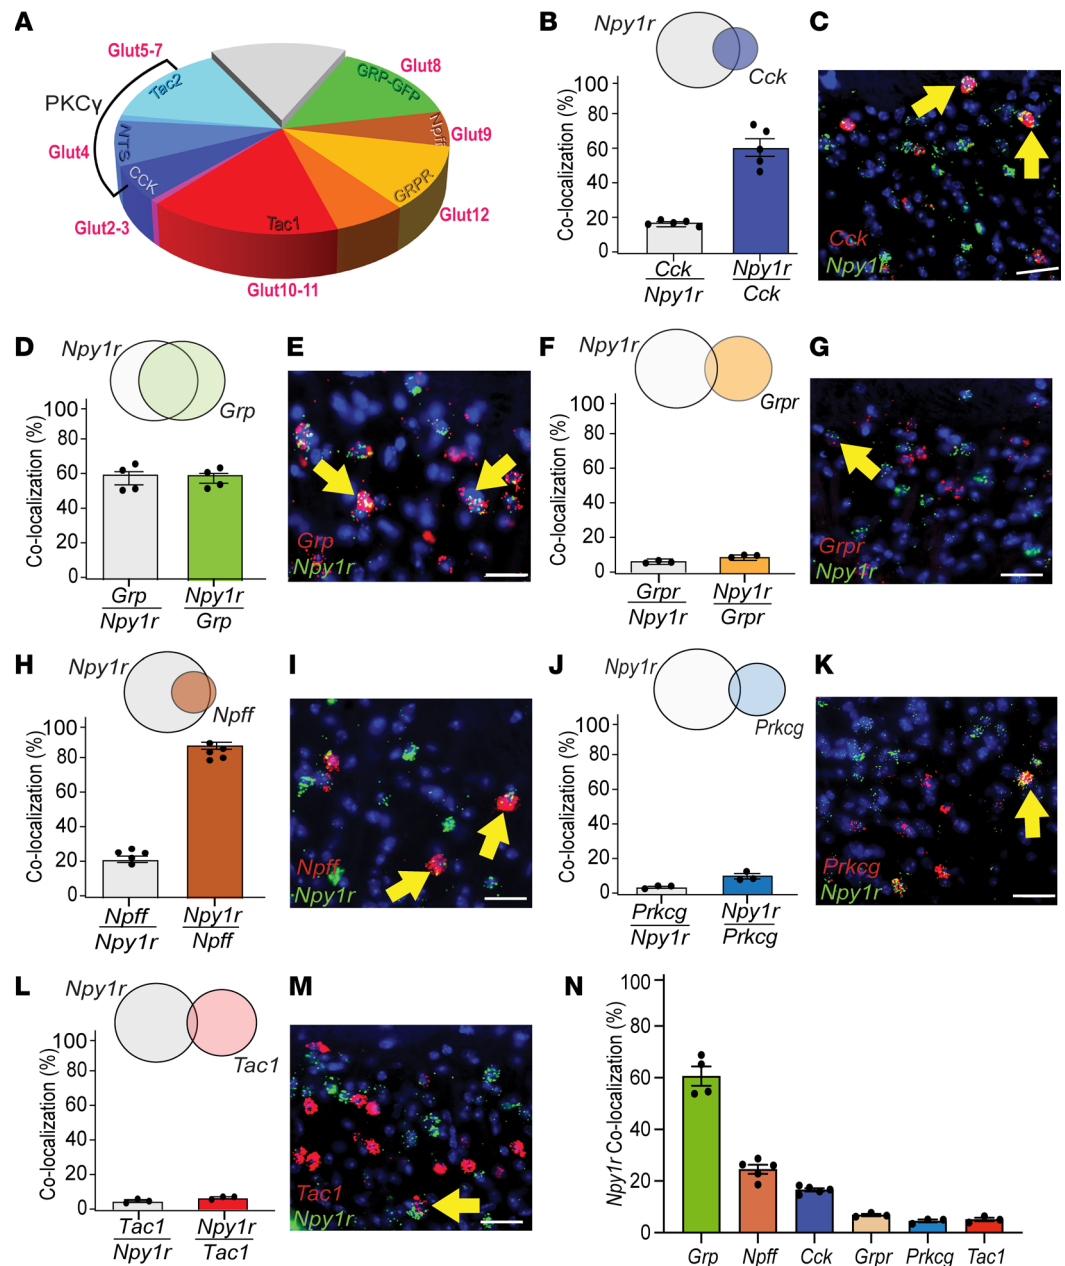 A
Glut5-7
Glut8
Tac2
GRP-GFP
PKCγ
Npff
Glut9
NTS
Glut4
CCK
GRPR
Glut12
Tac1
Glut2-3
Glut10-11
B
Npy1r
Cck
Co-localization (%)
100
80
60
40
20
0
Cck
Npy1r
Npy1r
Cck
C
Cck
Npy1r
D
Npy1r
Grp
Co-localization (%)
100
80
60
40
20
0
Grp
Npy1r
Npy1r
Grp
E
Grp
Npy1r
F
Npy1r
Grpr
Co-localization (%)
100
80
60
40
20
0
Grpr
Npy1r
Npy1r
Grpr
G
Grpr
Npy1r
H
Npy1r
Npff
Co-localization (%)
100
80
60
40
20
0
Npff
Npy1r
Npy1r
Npff
I
Npff
Npy1r
J
Npy1r
Prkcg
Co-localization (%)
100
80
60
40
20
0
Prkcg
Npy1r
Npy1r
Prkcg
K
Prkcg
Npy1r
L
Npy1r
Tac1
Co-localization (%)
100
80
60
40
20
0
Tac1
Npy1r
Npy1r
Tac1
M
Tac1
Npy1r
N
Npy1r Co-localization (%)
100
80
60
40
20
0
Grp Npff Cck Grpr Prkcg Tac1